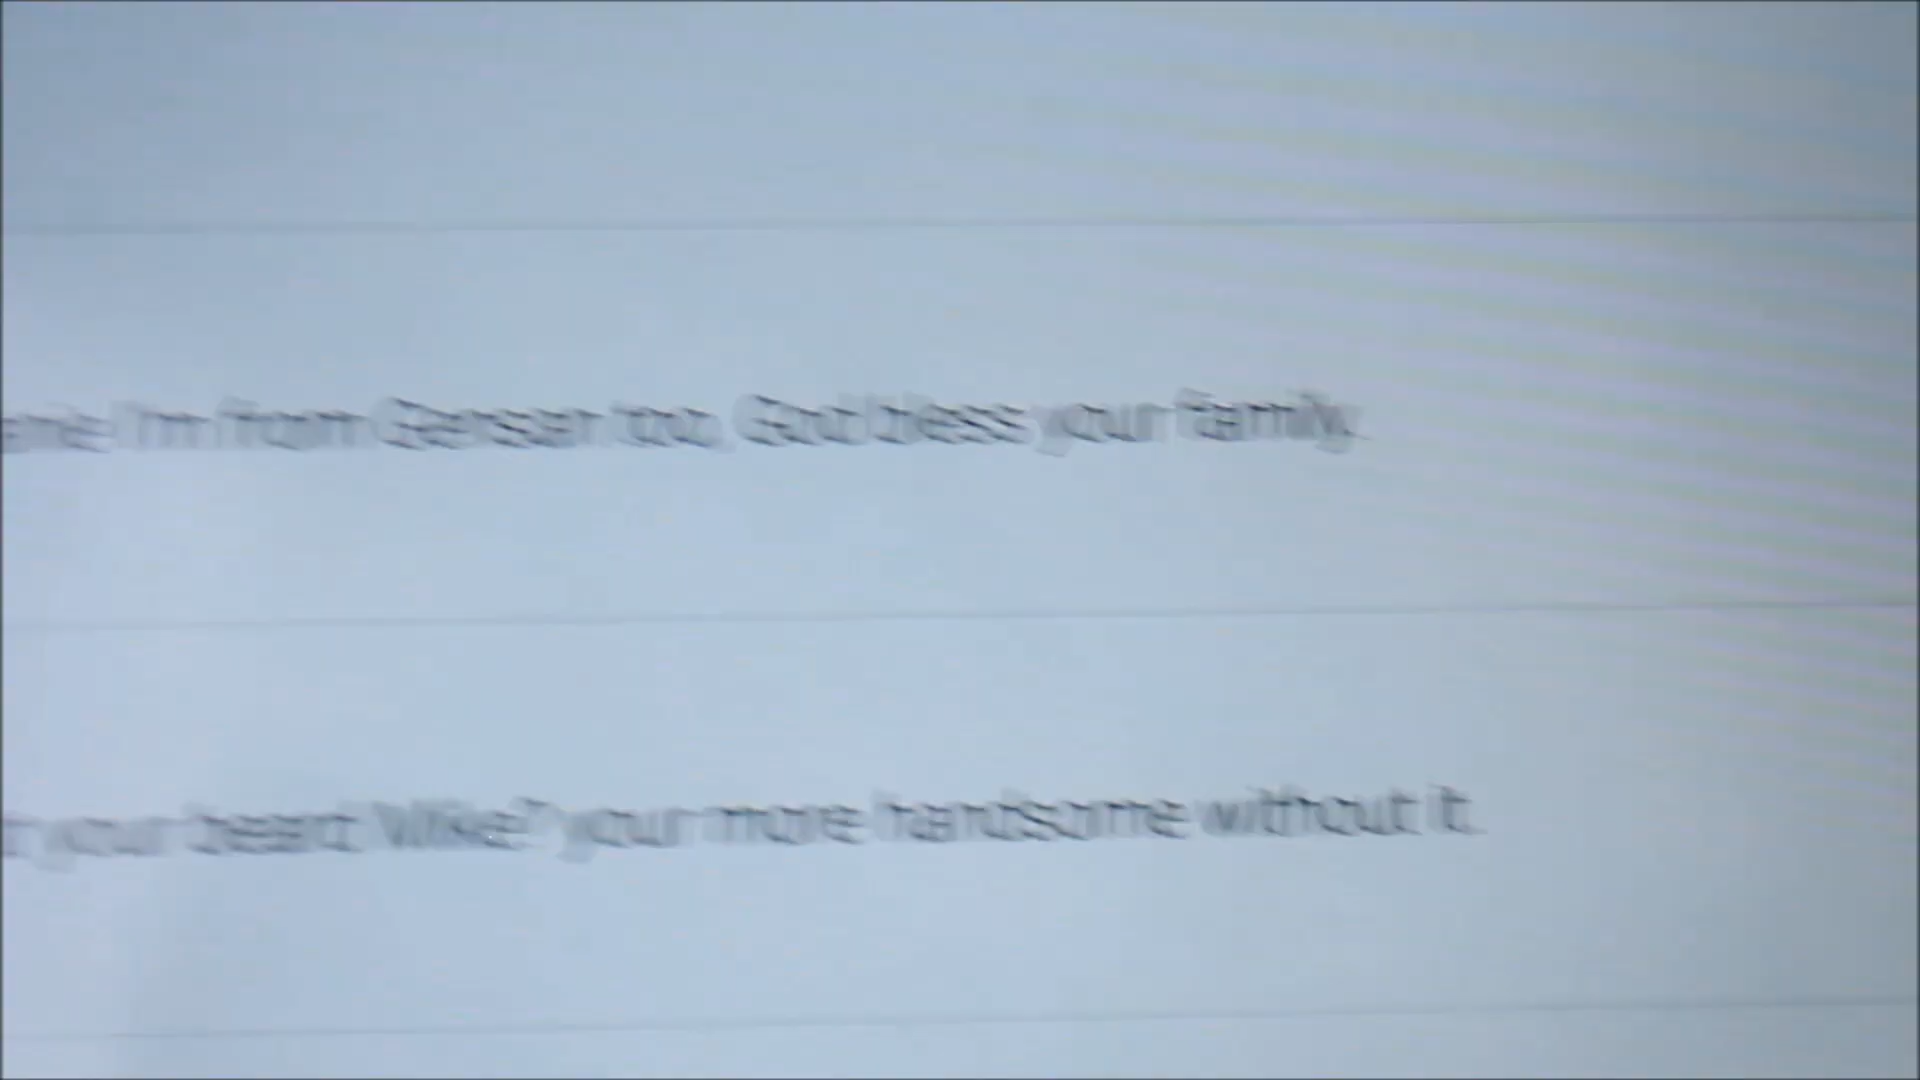 I'm from Gensan too, God bless your family.
your beard Mike? your more handsome without it.